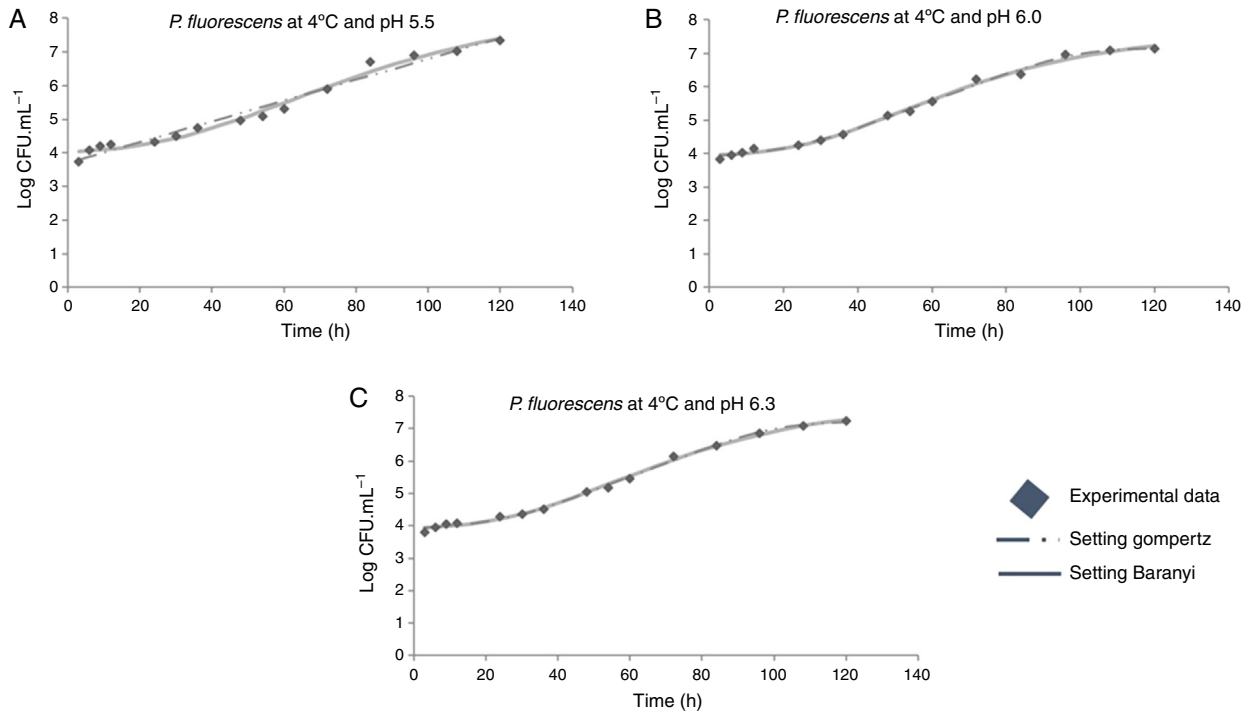 A
P. fluorescens at 4ºC and pH 5.5
8
7
6
5
4
3
2
1
0
Log CFU.mL⁻¹
0 20 40 60 80 100 120 140
Time (h)
B
P. fluorescens at 4ºC and pH 6.0
8
7
6
5
4
3
2
1
0
Log CFU.mL⁻¹
0 20 40 60 80 100 120 140
Time (h)
C
P. fluorescens at 4ºC and pH 6.3
8
7
6
5
4
3
2
1
0
Log CFU.mL⁻¹
0 20 40 60 80 100 120 140
Time (h)
Experimental data
Setting gompertz
Setting Baranyi